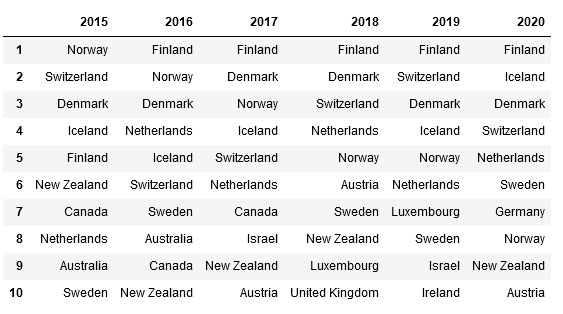 2015 2016 2017 2018 2019 2020
1 Norway Finland Finland Finland Finland Finland
2 Switzerland Norway Denmark Denmark Switzerland Iceland
3 Denmark Denmark Norway Switzerland Denmark Denmark
4 Iceland Netherlands Iceland Netherlands Iceland Switzerland
5 Finland Iceland Switzerland Norway Norway Netherlands
6 New Zealand Switzerland Netherlands Austria Netherlands Sweden
7 Canada Sweden Canada Sweden Luxembourg Germany
8 Netherlands Australia Israel New Zealand Sweden Norway
9 Australia Canada New Zealand Luxembourg Israel New Zealand
10 Sweden New Zealand Austria United Kingdom Ireland Austria